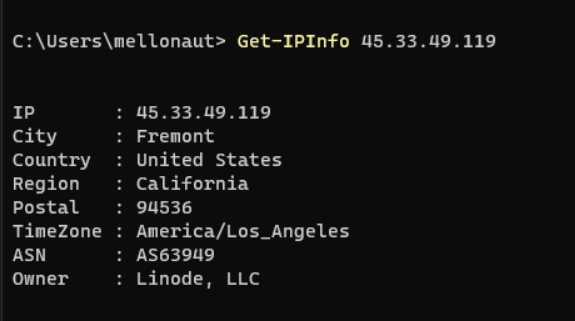 C:\Users\mellonaut> Get-IPInfo 45.33.49.119
IP       : 45.33.49.119
City     : Fremont
Country  : United States
Region   : California
Postal   : 94536
TimeZone : America/Los_Angeles
ASN      : AS63949
Owner    : Linode, LLC